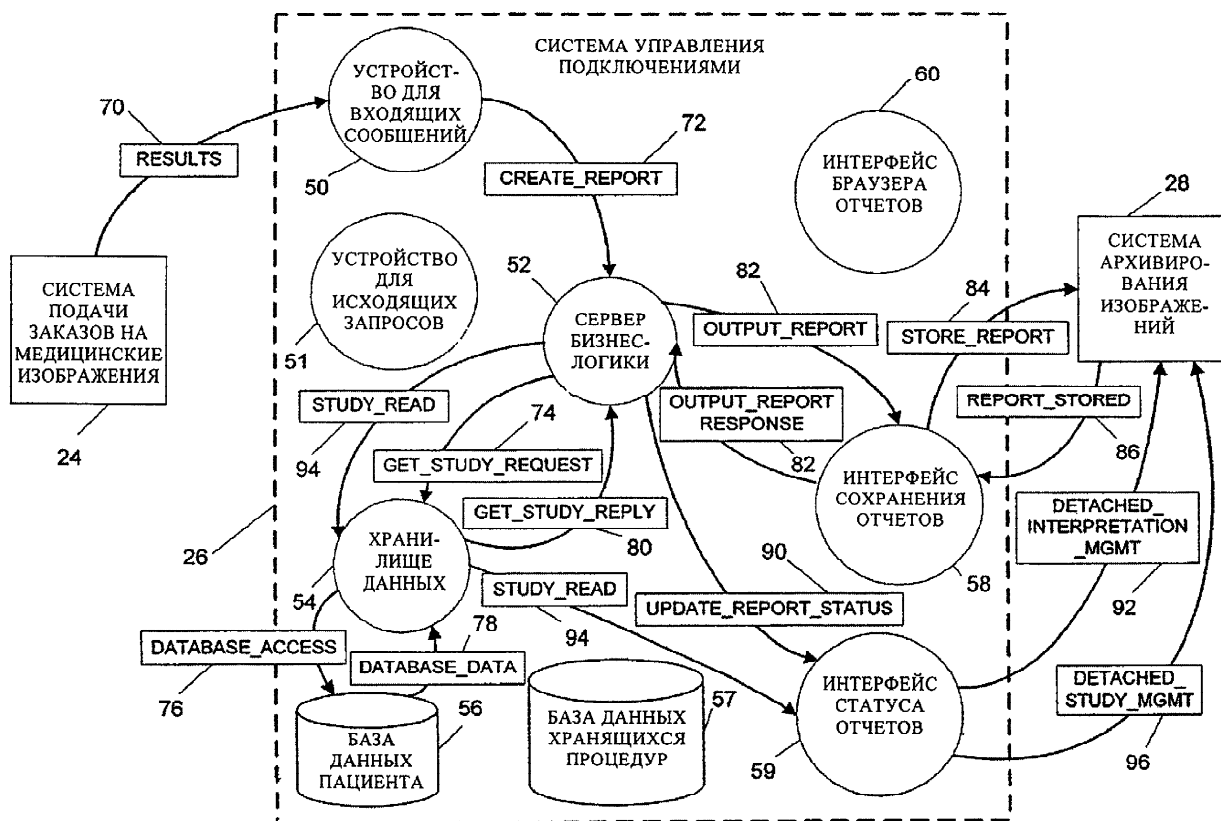 СИСТЕМА УПРАВЛЕНИЯ
ПОДКЛЮЧЕНИЯМИ
УСТРОЙСТ-
ВО ДЛЯ
ВХОДЯЩИХ
СООБЩЕНИЙ
50
70
RESULTS
72
CREATE_REPORT
60
ИНТЕРФЕЙС
БРАУЗЕРА
ОТЧЕТОВ
28
СИСТЕМА
АРХИВИРО-
ВАНИЯ
ИЗОБРАЖЕ-
НИЙ
СИСТЕМА
ПОДАЧИ
ЗАКАЗОВ НА
МЕДИЦИНСКИЕ
ИЗОБРАЖЕНИЯ
24
УСТРОЙСТВО
ДЛЯ
ИСХОДЯЩИХ
ЗАПРОСОВ
51
52
СЕРВЕР
БИЗНЕС-
ЛОГИКИ
82
OUTPUT_REPORT
84
STORE_REPORT
STUDY_READ
94
74
GET_STUDY_REQUEST
OUTPUT_REPORT
RESPONSE
82
REPORT_STORED
86
GET_STUDY_REPLY
80
ИНТЕРФЕЙС
СОХРАНЕНИЯ
ОТЧЕТОВ
58
DETACHED_
INTERPRETATION
_MGMT
92
26
ХРАНИ-
ЛИЩЕ
ДАННЫХ
54
STUDY_READ
94
90
UPDATE_REPORT_STATUS
DATABASE_ACCESS
76
78
DATABASE_DATA
БАЗА
ДАННЫХ
ПАЦИЕНТА
56
БАЗА ДАННЫХ
ХРАНЯЩИХСЯ
ПРОЦЕДУР
57
ИНТЕРФЕЙС
СТАТУСА
ОТЧЕТОВ
59
DETACHED_
STUDY_MGMT
96